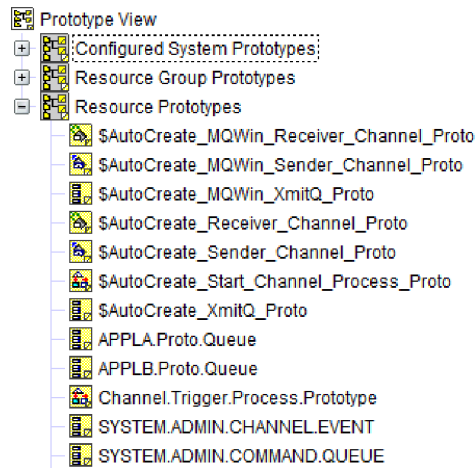 Prototype View
Configured System Prototypes
Resource Group Prototypes
Resource Prototypes
$AutoCreate_MQWin_Receiver_Channel_Proto
$AutoCreate_MQWin_Sender_Channel_Proto
$AutoCreate_MQWin_XmitQ_Proto
$AutoCreate_Receiver_Channel_Proto
$AutoCreate_Sender_Channel_Proto
$AutoCreate_Start_Channel_Process_Proto
$AutoCreate_XmitQ_Proto
APPLA.Proto.Queue
APPLB.Proto.Queue
Channel.Trigger.Process.Prototype
SYSTEM.ADMIN.CHANNEL.EVENT
SYSTEM.ADMIN.COMMAND.QUEUE